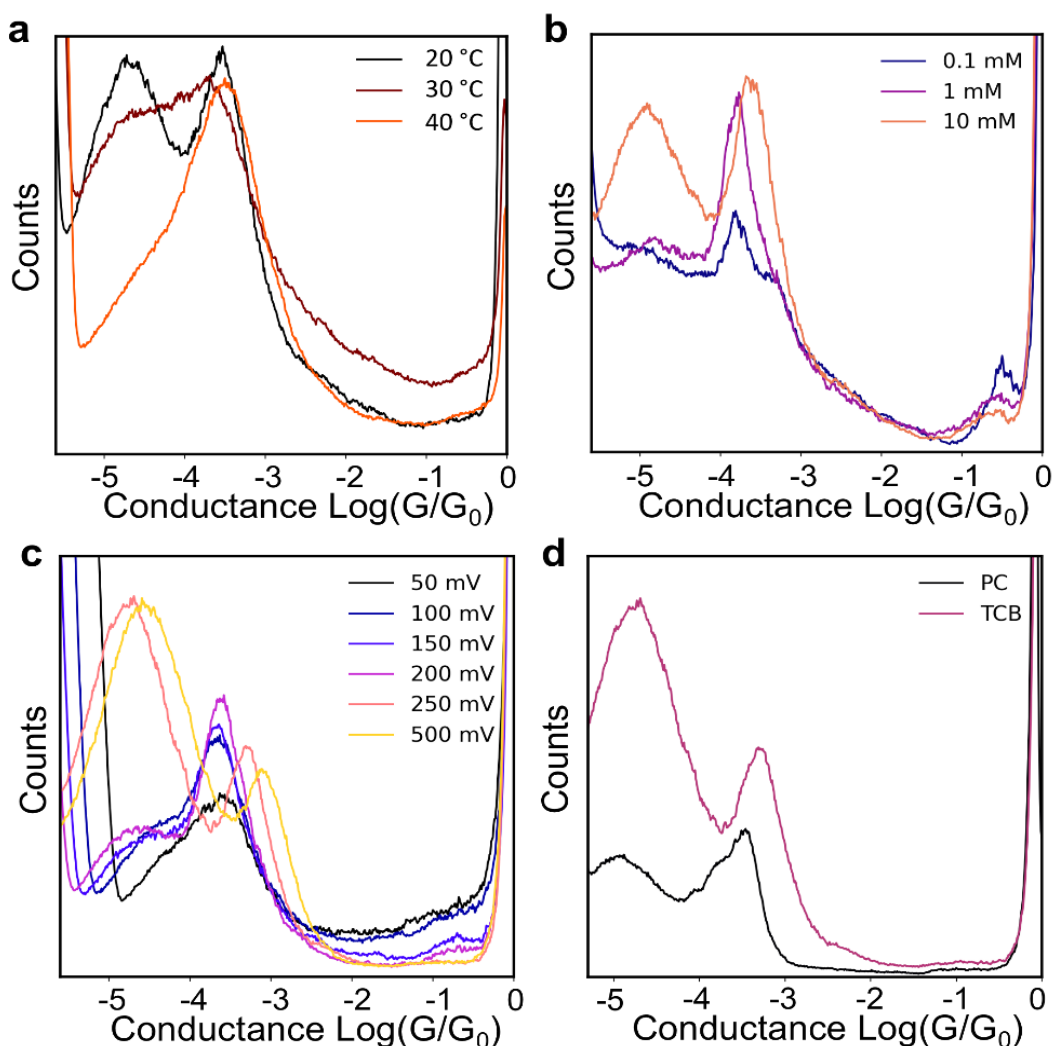 a
20 °C
30 °C
40 °C
Counts
-5 -4 -3 -2 -1 0
Conductance Log(G/G₀)
b
0.1 mM
1 mM
10 mM
Counts
-5 -4 -3 -2 -1 0
Conductance Log(G/G₀)
c
50 mV
100 mV
150 mV
200 mV
250 mV
500 mV
Counts
-5 -4 -3 -2 -1 0
Conductance Log(G/G₀)
d
PC
TCB
Counts
-5 -4 -3 -2 -1 0
Conductance Log(G/G₀)